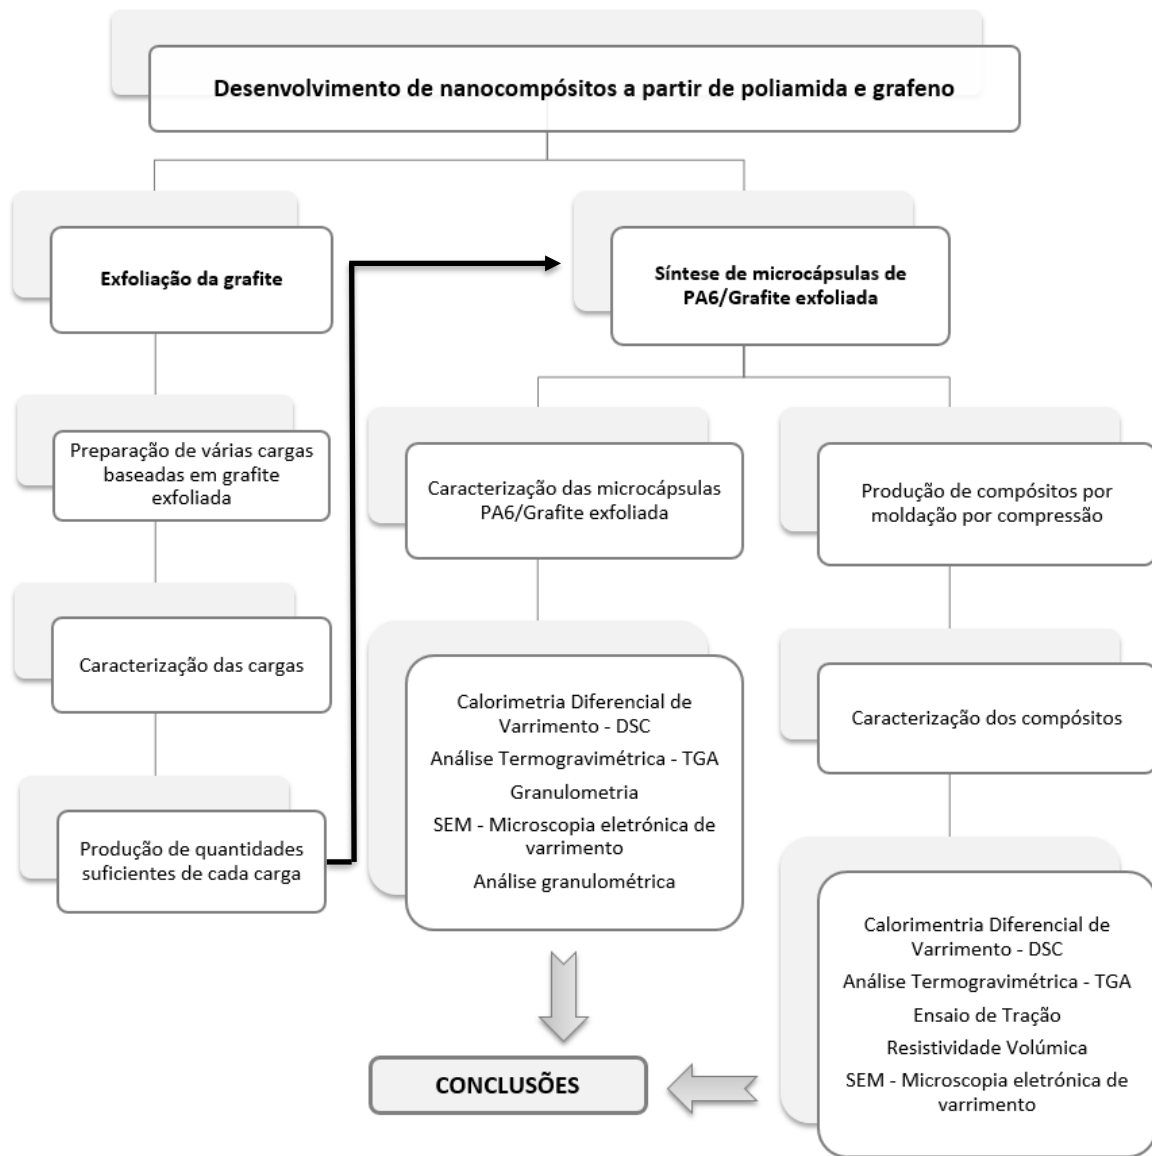 Desenvolvimento de nanocompósitos a partir de poliamida e grafeno
Exfoliação da grafite
Síntese de microcápsulas de
PA6/Grafite exfoliada
Preparação de várias cargas
baseadas em grafite
exfoliada
Caracterização das microcápsulas
PA6/Grafite exfoliada
Produção de compósitos por
moldação por compressão
Caracterização das cargas
Calorimetria Diferencial de
Varrimento - DSC
Análise Termogravimétrica - TGA
Granulometria
SEM - Microscopia eletrónica de
varrimento
Análise granulométrica
Caracterização dos compósitos
Produção de quantidades
suficientes de cada carga
Calorimentria Diferencial de
Varrimento - DSC
Análise Termogravimétrica - TGA
Ensaio de Tração
Resistividade Volúmica
SEM - Microscopia eletrónica de
varrimento
CONCLUSÕES